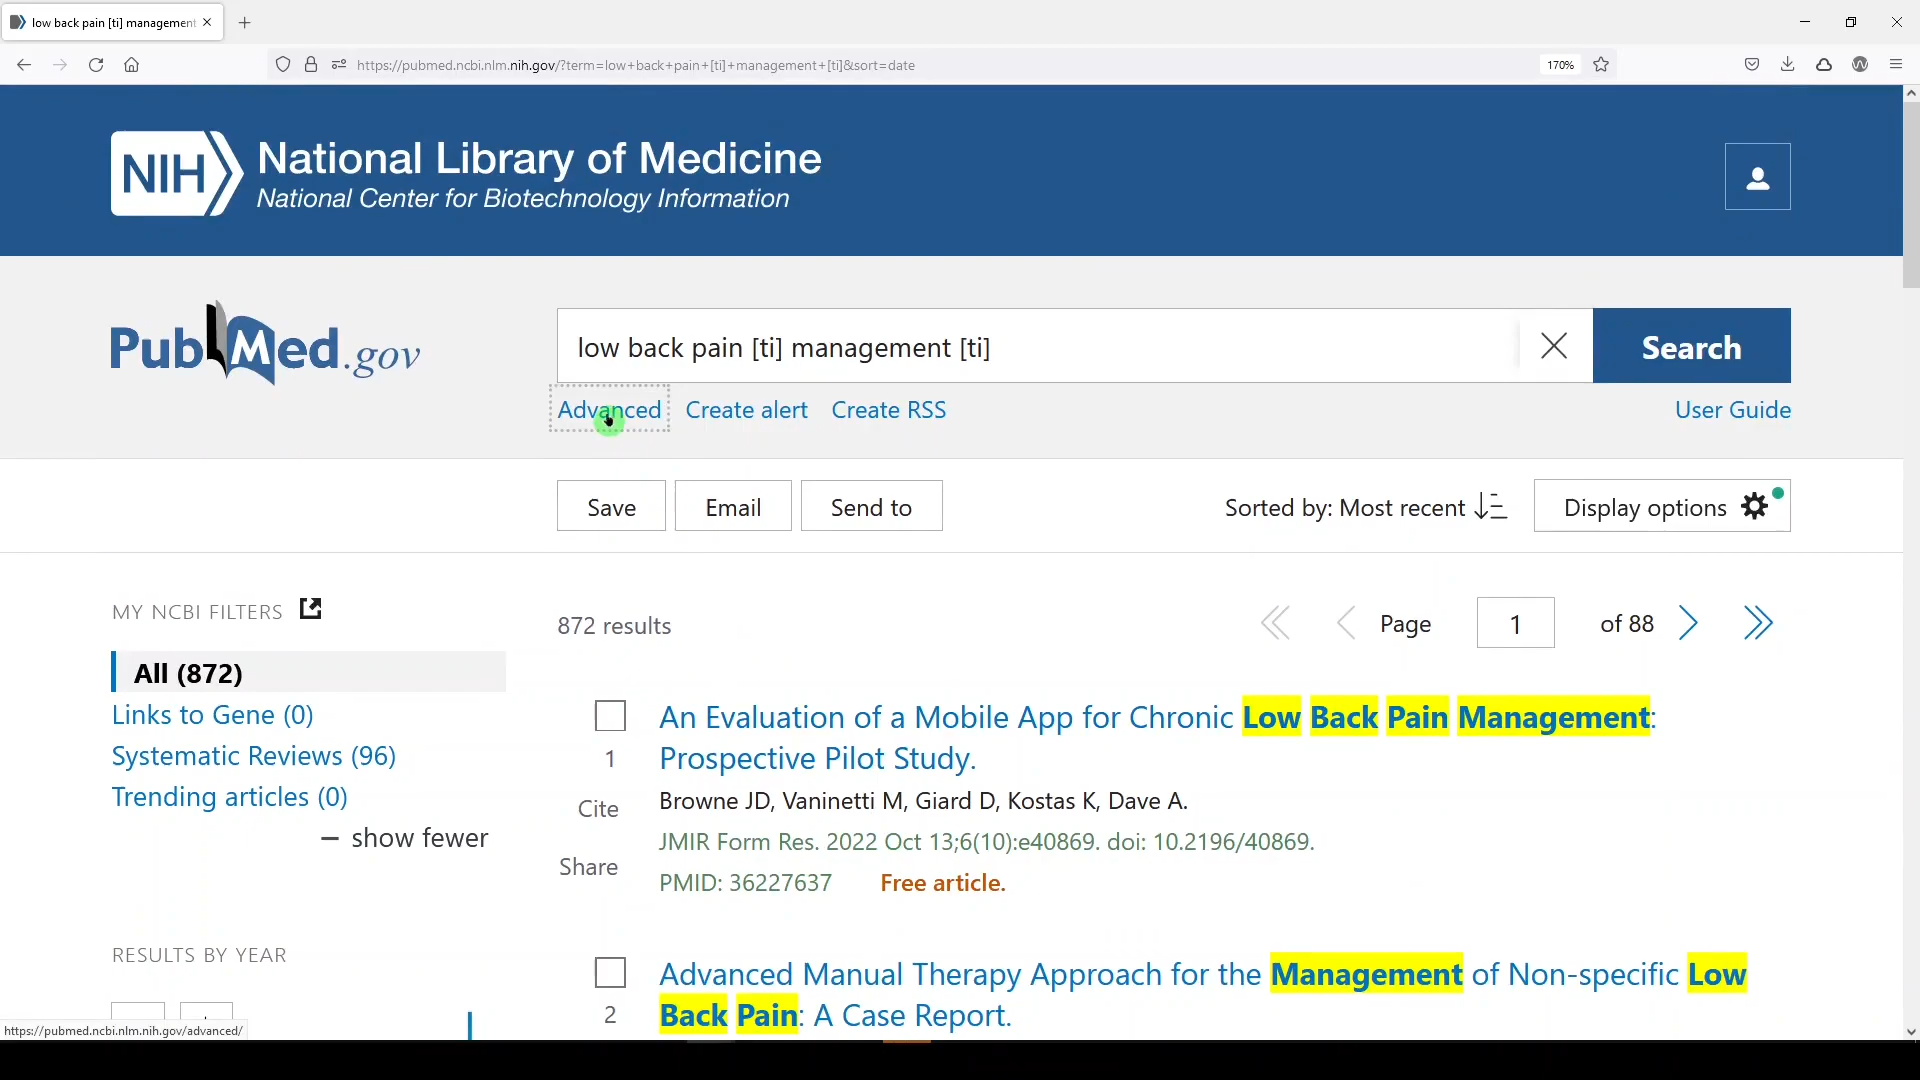 low back pain [ti] management
https://pubmed.ncbi.nlm.nih.gov/?term=low+back+pain+[ti]+management+[ti]&sort=date
170%
NIH National Library of Medicine
National Center for Biotechnology Information
PubMed.gov
low back pain [ti] management [ti]
Search
Advanced Create alert Create RSS
User Guide
Save Email Send to
Sorted by: Most recent
Display options
MY NCBI FILTERS
872 results
Page 1 of 88
All (872)
Links to Gene (0)
Systematic Reviews (96)
Trending articles (0)
— show fewer
An Evaluation of a Mobile App for Chronic Low Back Pain Management:
1 Prospective Pilot Study.
Cite Browne JD, Vaninetti M, Giard D, Kostas K, Dave A.
JMIR Form Res. 2022 Oct 13;6(10):e40869. doi: 10.2196/40869.
Share
PMID: 36227637 Free article.
RESULTS BY YEAR
Advanced Manual Therapy Approach for the Management of Non-specific Low
2 Back Pain: A Case Report.
https://pubmed.ncbi.nlm.nih.gov/advanced/